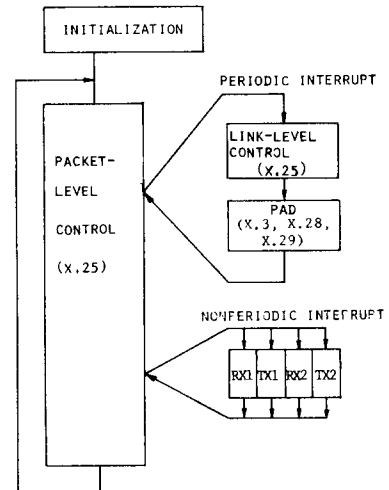 INITIALIZATION
PERIODIC INTERRUPT
LINK-LEVEL
CONTROL
(X.25)
PACKET-
LEVEL
CONTROL
(X.25)
PAD
(X.3, X.28,
X.29)
NONPERIODIC INTERRUPT
RX1 TX1 RX2 TX2